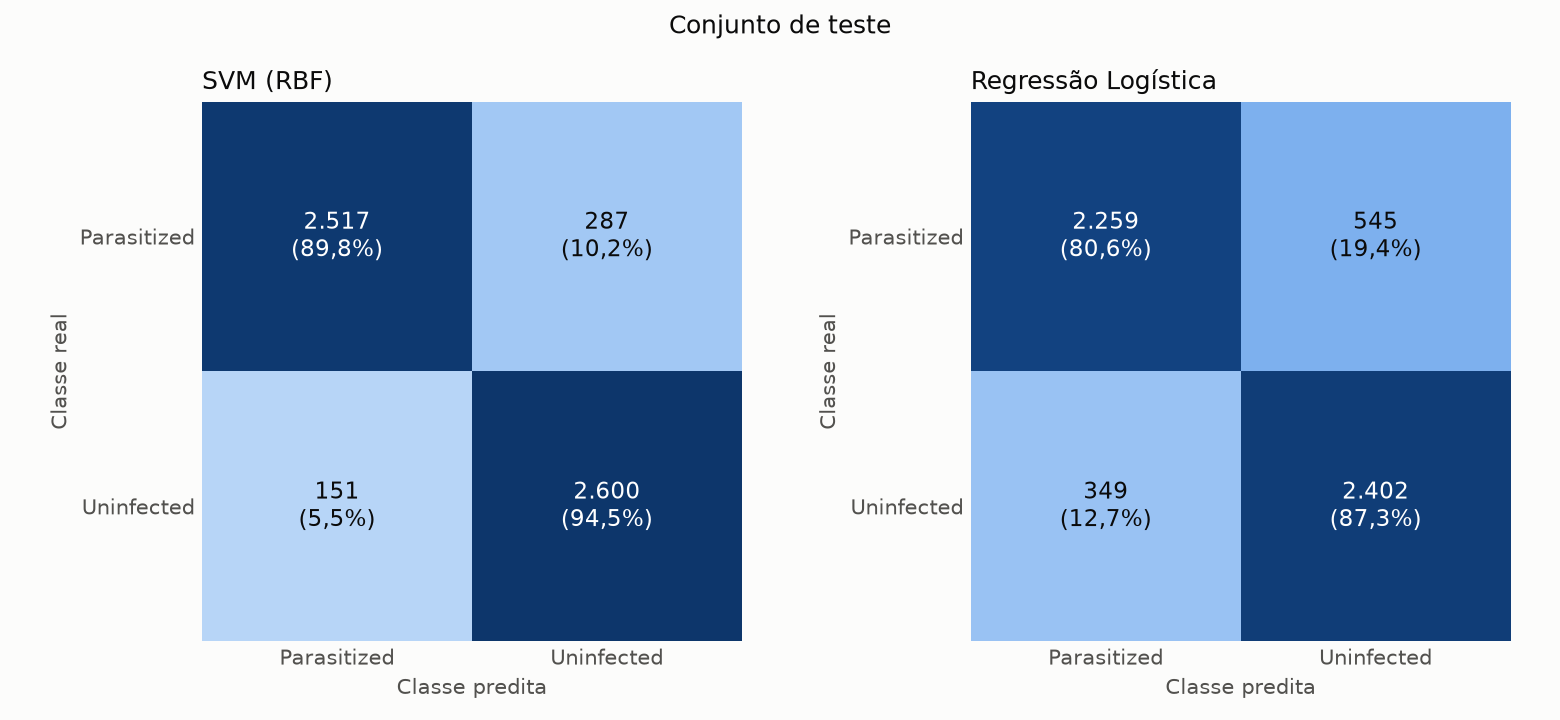 Conjunto de teste
SVM (RBF)
Classe real
Parasitized
2.517
(89,8%)
287
(10,2%)
Uninfected
151
(5,5%)
2.600
(94,5%)
Parasitized
Uninfected
Classe predita
Regressão Logística
Classe real
Parasitized
2.259
(80,6%)
545
(19,4%)
Uninfected
349
(12,7%)
2.402
(87,3%)
Parasitized
Uninfected
Classe predita